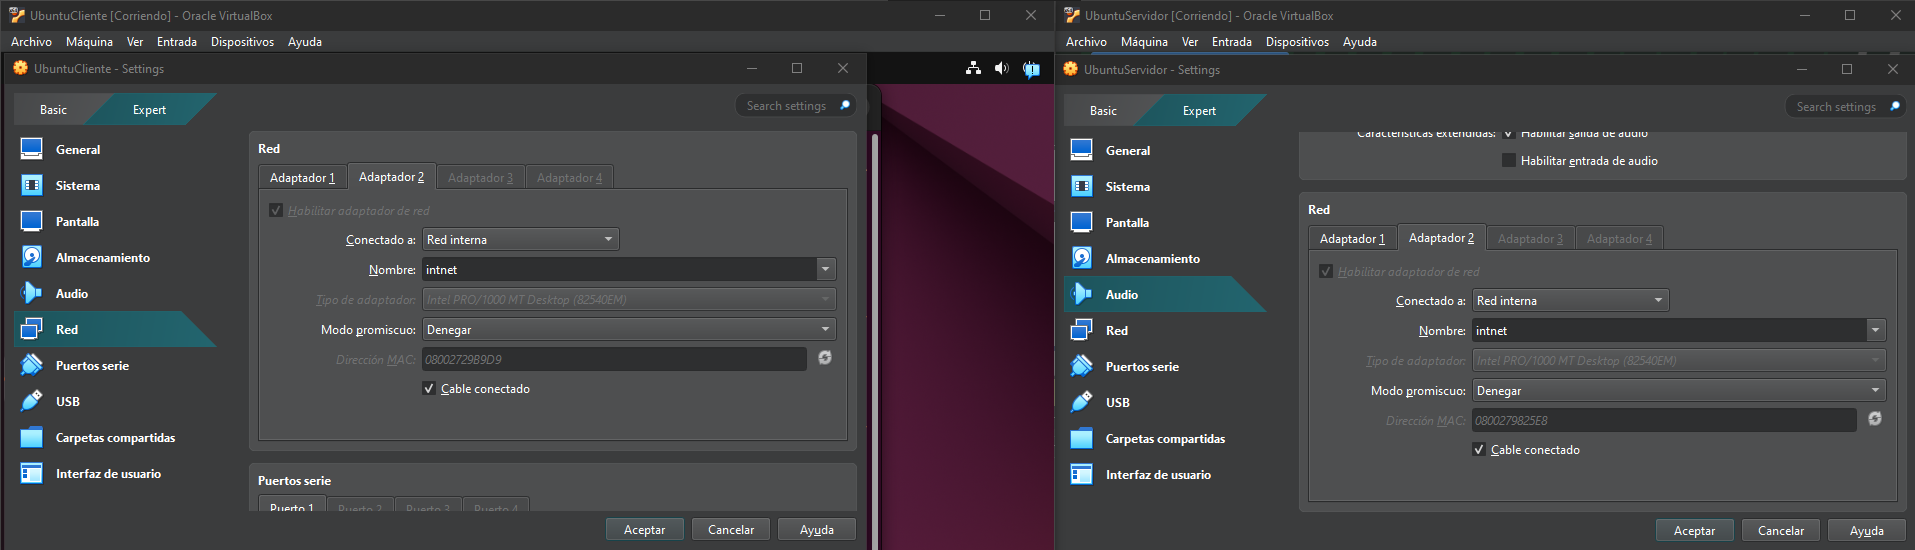 UbuntuCliente [Corriendo] - Oracle VirtualBox
Archivo Máquina Ver Entrada Dispositivos Ayuda
UbuntuCliente - Settings
Basic Expert
Search settings
General
Sistema
Pantalla
Almacenamiento
Audio
Red
Puertos serie
USB
Carpetas compartidas
Interfaz de usuario
Red
Adaptador 1 Adaptador 2 Adaptador 3 Adaptador 4
Habilitar adaptador de red
Conectado a: Red interna
Nombre: intnet
Tipo de adaptador: Intel PRO/1000 MT Desktop (82540EM)
Modo promiscuo: Denegar
Dirección MAC: 08002729B9D9
Cable conectado
Puertos serie
Puerto 1 Puerto 2 Puerto 3 Puerto 4
Aceptar Cancelar Ayuda
UbuntuServidor [Corriendo] - Oracle VirtualBox
Archivo Máquina Ver Entrada Dispositivos Ayuda
UbuntuServidor - Settings
Basic Expert
Search settings
General
Sistema
Pantalla
Almacenamiento
Audio
Red
Puertos serie
USB
Carpetas compartidas
Interfaz de usuario
Características extendidas: Habilitar salida de audio
Habilitar entrada de audio
Red
Adaptador 1 Adaptador 2 Adaptador 3 Adaptador 4
Habilitar adaptador de red
Conectado a: Red interna
Nombre: intnet
Tipo de adaptador: Intel PRO/1000 MT Desktop (82540EM)
Modo promiscuo: Denegar
Dirección MAC: 0800279825E8
Cable conectado
Aceptar Cancelar Ayuda